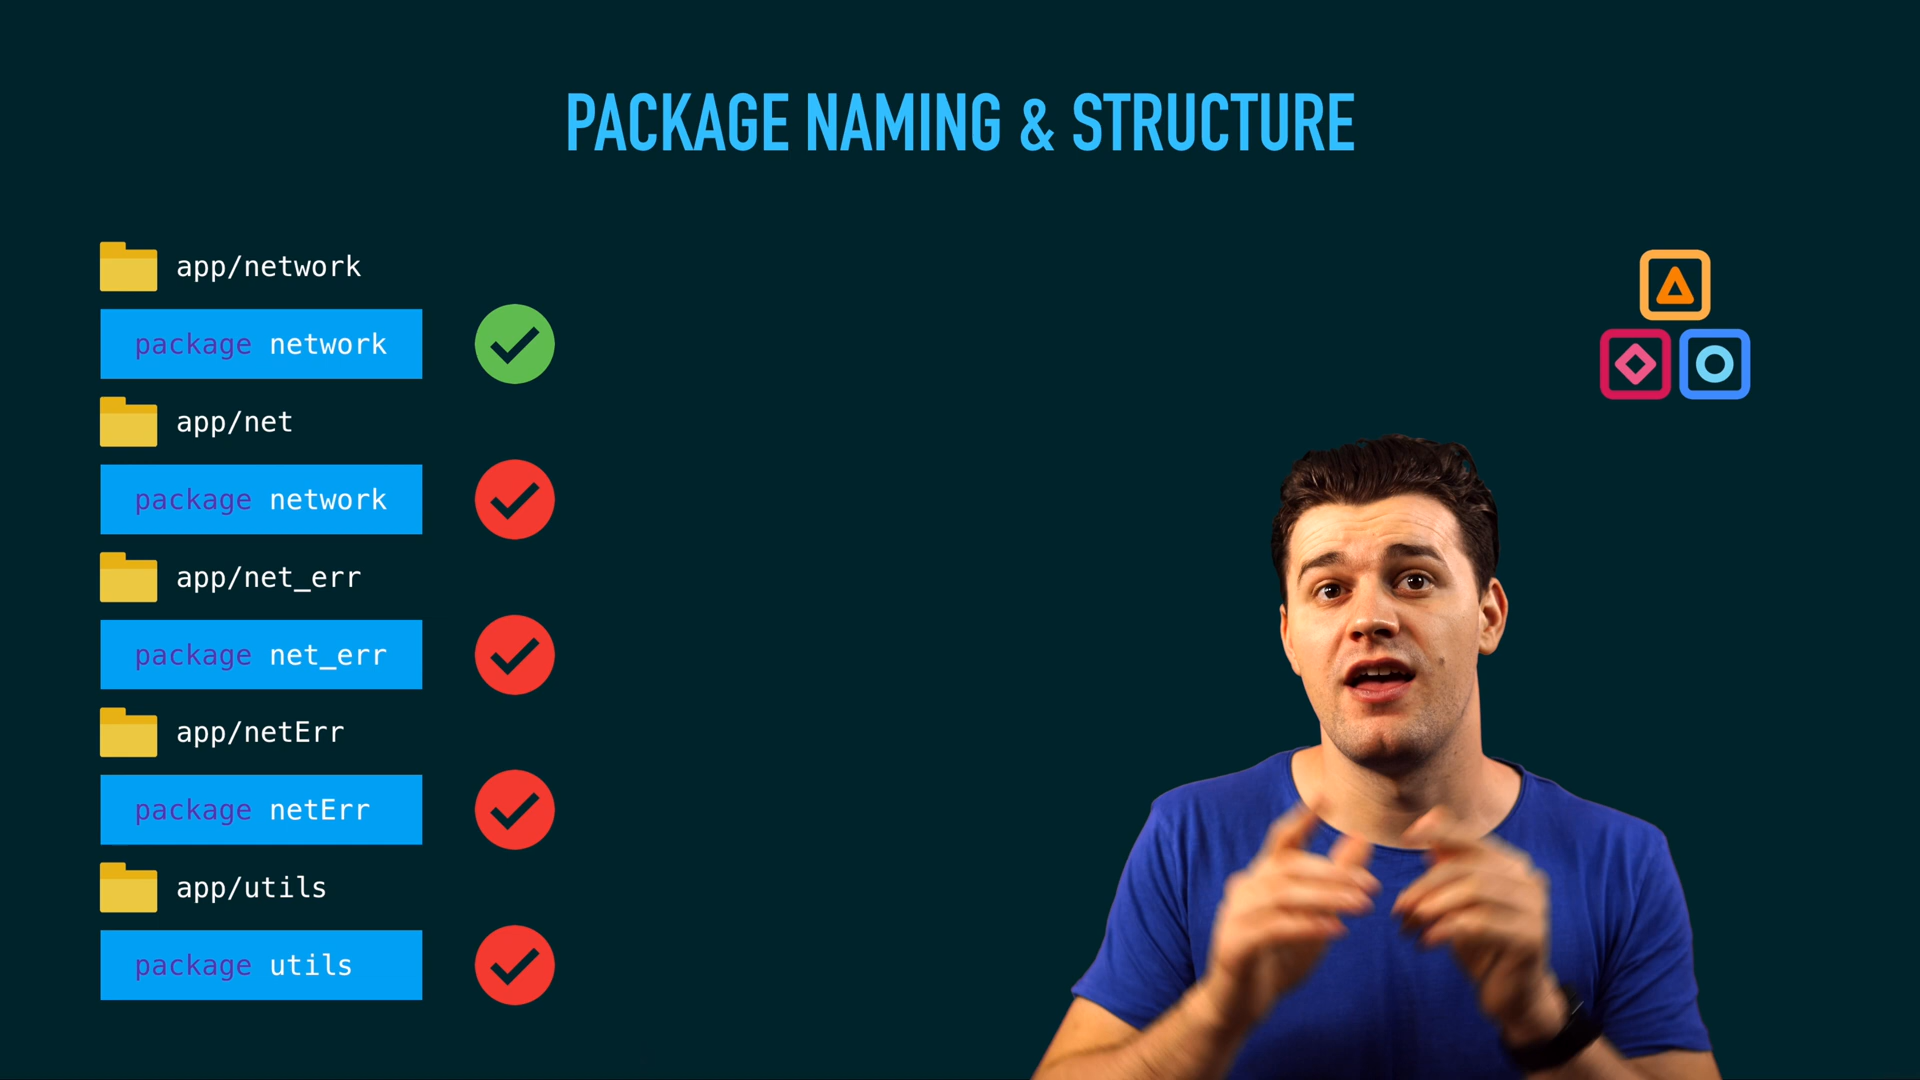 PACKAGE NAMING & STRUCTURE
app/network
package network
app/net
package network
app/net_err
package net_err
app/netErr
package netErr
app/utils
package utils